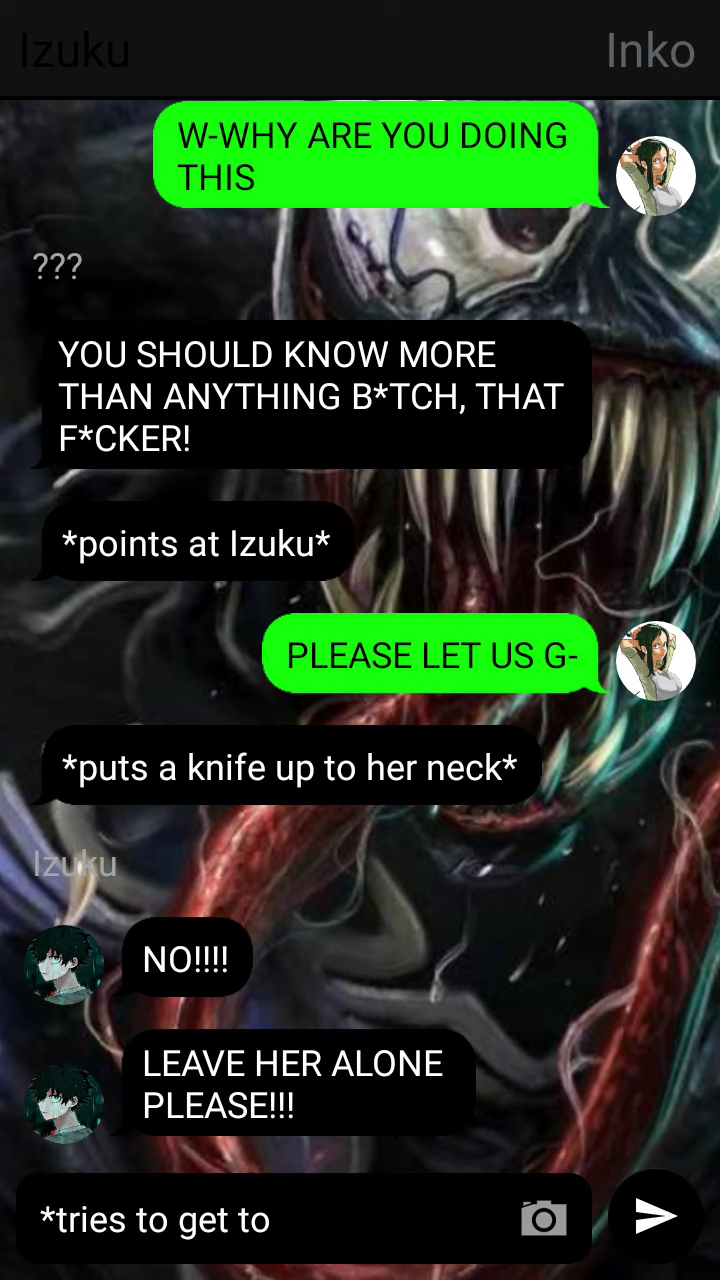 Izuku
Inko
W-WHY ARE YOU DOING
THIS
???
YOU SHOULD KNOW MORE
THAN ANYTHING B*TCH, THAT
F*CKER!
*points at Izuku*
PLEASE LET US G-
*puts a knife up to her neck*
Izuku
NO!!!!
LEAVE HER ALONE
PLEASE!!!
*tries to get to